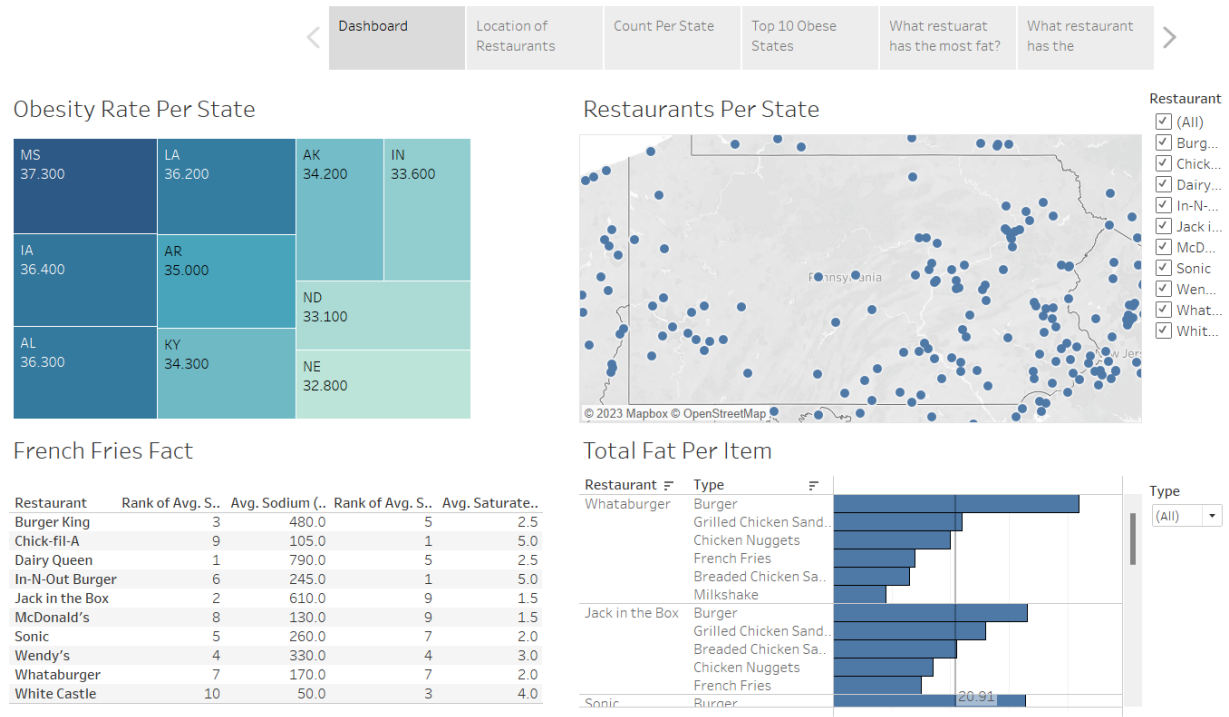 Dashboard
Location of
Restaurants
Count Per State
Top 10 Obese
States
What restuarat
has the most fat?
What restaurant
has the
Obesity Rate Per State
MS
37.300
IA
36.400
AL
36.300
LA
36.200
AR
35.000
KY
34.300
AK
34.200
IN
33.600
ND
33.100
NE
32.800
Restaurants Per State
Pennsylvania
New Jers
© 2023 Mapbox © OpenStreetMap
Restaurant
(All)
Burg...
Chick...
Dairy...
In-N-...
Jack i...
McD...
Sonic
Wen...
What...
Whit...
French Fries Fact
Restaurant Rank of Avg. S.. Avg. Sodium (.. Rank of Avg. S.. Avg. Saturate..
Burger King 3 480.0 5 2.5
Chick-fil-A 9 105.0 1 5.0
Dairy Queen 1 790.0 5 2.5
In-N-Out Burger 6 245.0 1 5.0
Jack in the Box 2 610.0 9 1.5
McDonald's 8 130.0 9 1.5
Sonic 5 260.0 7 2.0
Wendy's 4 330.0 4 3.0
Whataburger 7 170.0 7 2.0
White Castle 10 50.0 3 4.0
Total Fat Per Item
Restaurant Type
Whataburger Burger
Grilled Chicken Sand..
Chicken Nuggets
French Fries
Breaded Chicken Sa..
Milkshake
Jack in the Box Burger
Grilled Chicken Sand..
Breaded Chicken Sa..
Chicken Nuggets
French Fries
Sonic Burger
20.91
Type
(All)